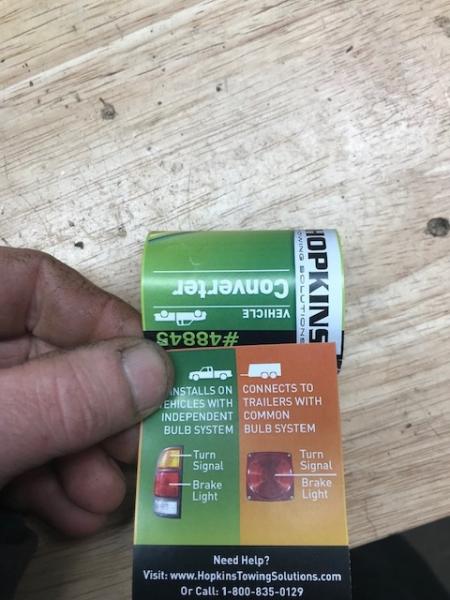 HOPKINS
TOWING SOLUTIONS
VEHICLE
Converter
#48845
INSTALLS ON
VEHICLES WITH
INDEPENDENT
BULB SYSTEM
Turn
Signal
Brake
Light
CONNECTS TO
TRAILERS WITH
COMMON
BULB SYSTEM
Turn
Signal
Brake
Light
Need Help?
Visit: www.HopkinsTowingSolutions.com
Or Call: 1-800-835-0129